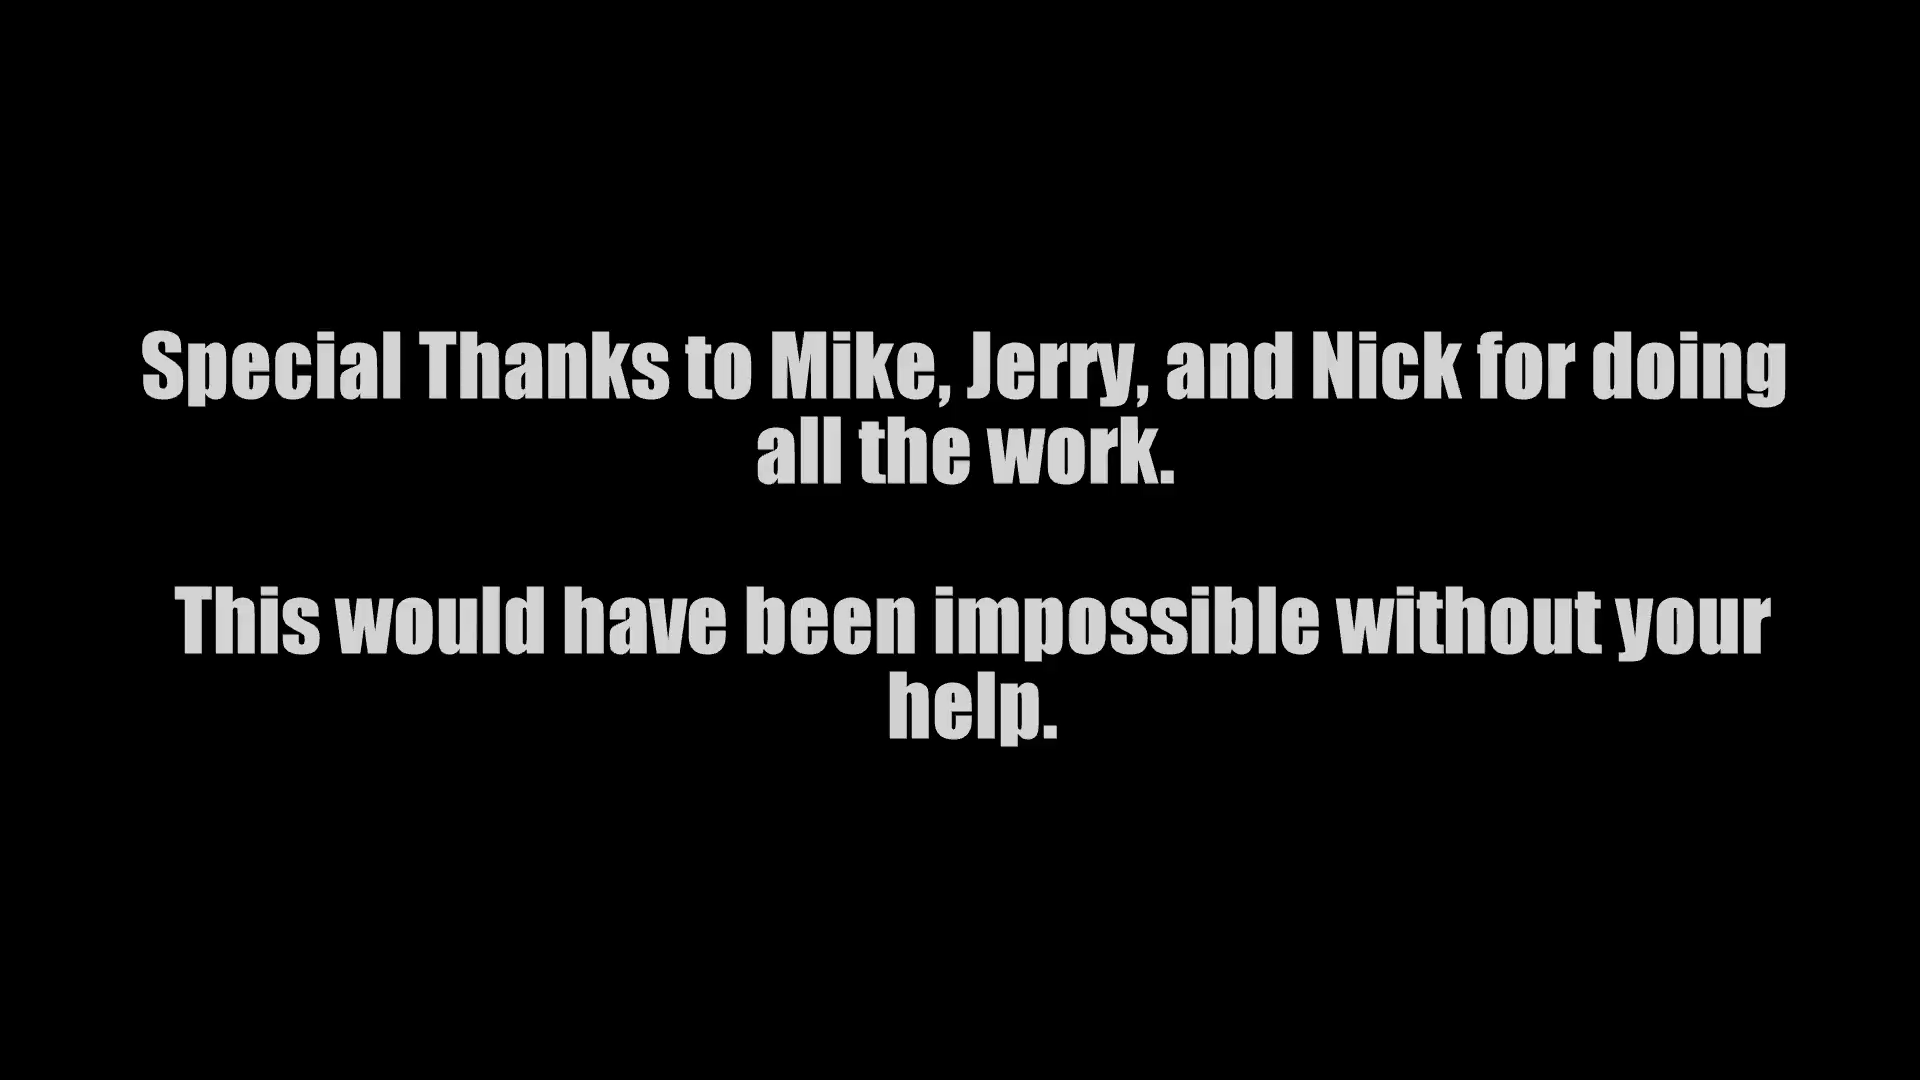 Special Thanks to Mike, Jerry, and Nick for doing
all the work.
This would have been impossible without your
help.